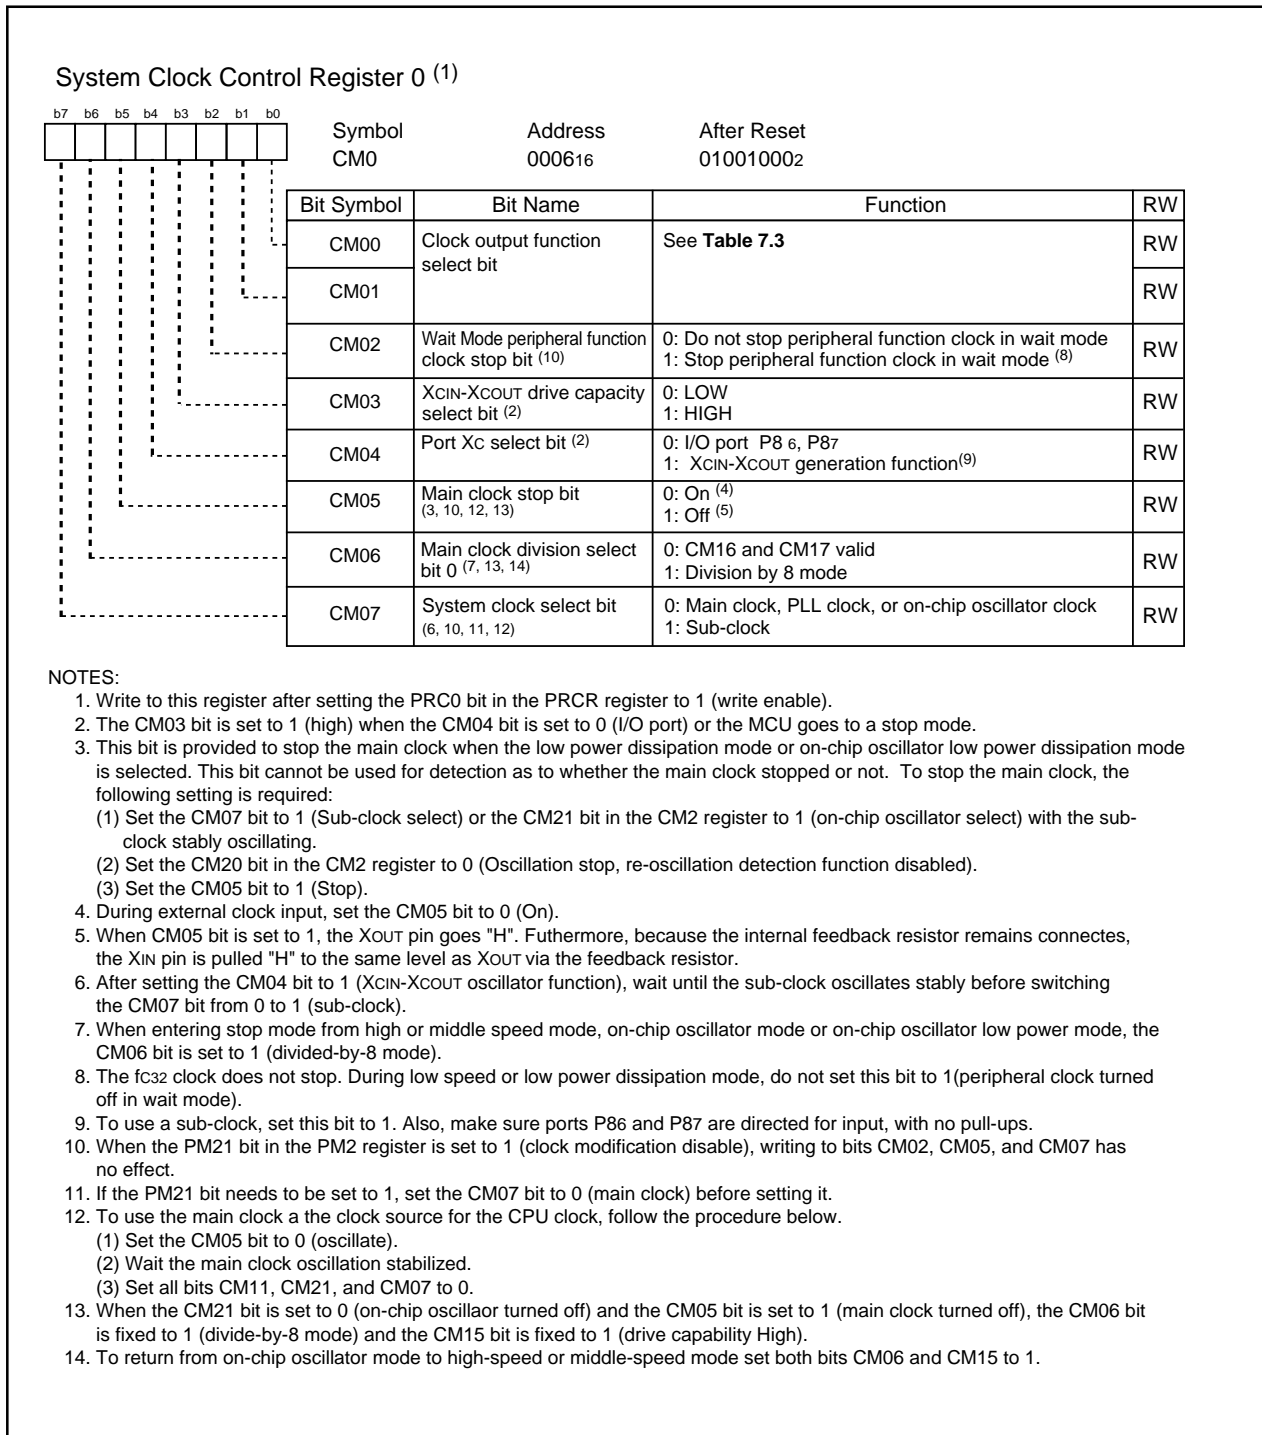 System Clock Control Register 0 (1)
b7 b6 b5 b4 b3 b2 b1 b0
Symbol Address After Reset
CM0 000616 010010002
Bit Symbol Bit Name Function RW
CM00 Clock output function select bit See Table 7.3 RW
CM01 RW
CM02 Wait Mode peripheral function 0: Do not stop peripheral function clock in wait mode RW
clock stop bit (10) 1: Stop peripheral function clock in wait mode (8)
CM03 XCIN-XCOUT drive capacity 0: LOW RW
select bit (2) 1: HIGH
CM04 Port XC select bit (2) 0: I/O port P8 6, P87 RW
1: XCIN-XCOUT generation function(9)
CM05 Main clock stop bit 0: On (4) RW
(3, 10, 12, 13) 1: Off (5)
CM06 Main clock division select 0: CM16 and CM17 valid RW
bit 0 (7, 13, 14) 1: Division by 8 mode
CM07 System clock select bit 0: Main clock, PLL clock, or on-chip oscillator clock RW
(6, 10, 11, 12) 1: Sub-clock
NOTES:
1. Write to this register after setting the PRC0 bit in the PRCR register to 1 (write enable).
2. The CM03 bit is set to 1 (high) when the CM04 bit is set to 0 (I/O port) or the MCU goes to a stop mode.
3. This bit is provided to stop the main clock when the low power dissipation mode or on-chip oscillator low power dissipation mode
is selected. This bit cannot be used for detection as to whether the main clock stopped or not. To stop the main clock, the
following setting is required:
(1) Set the CM07 bit to 1 (Sub-clock select) or the CM21 bit in the CM2 register to 1 (on-chip oscillator select) with the sub-
clock stably oscillating.
(2) Set the CM20 bit in the CM2 register to 0 (Oscillation stop, re-oscillation detection function disabled).
(3) Set the CM05 bit to 1 (Stop).
4. During external clock input, set the CM05 bit to 0 (On).
5. When CM05 bit is set to 1, the XOUT pin goes "H". Futhermore, because the internal feedback resistor remains connectes,
the XIN pin is pulled "H" to the same level as XOUT via the feedback resistor.
6. After setting the CM04 bit to 1 (XCIN-XCOUT oscillator function), wait until the sub-clock oscillates stably before switching
the CM07 bit from 0 to 1 (sub-clock).
7. When entering stop mode from high or middle speed mode, on-chip oscillator mode or on-chip oscillator low power mode, the
CM06 bit is set to 1 (divided-by-8 mode).
8. The fC32 clock does not stop. During low speed or low power dissipation mode, do not set this bit to 1(peripheral clock turned
off in wait mode).
9. To use a sub-clock, set this bit to 1. Also, make sure ports P86 and P87 are directed for input, with no pull-ups.
10. When the PM21 bit in the PM2 register is set to 1 (clock modification disable), writing to bits CM02, CM05, and CM07 has
no effect.
11. If the PM21 bit needs to be set to 1, set the CM07 bit to 0 (main clock) before setting it.
12. To use the main clock a the clock source for the CPU clock, follow the procedure below.
(1) Set the CM05 bit to 0 (oscillate).
(2) Wait the main clock oscillation stabilized.
(3) Set all bits CM11, CM21, and CM07 to 0.
13. When the CM21 bit is set to 0 (on-chip oscillaor turned off) and the CM05 bit is set to 1 (main clock turned off), the CM06 bit
is fixed to 1 (divide-by-8 mode) and the CM15 bit is fixed to 1 (drive capability High).
14. To return from on-chip oscillator mode to high-speed or middle-speed mode set both bits CM06 and CM15 to 1.